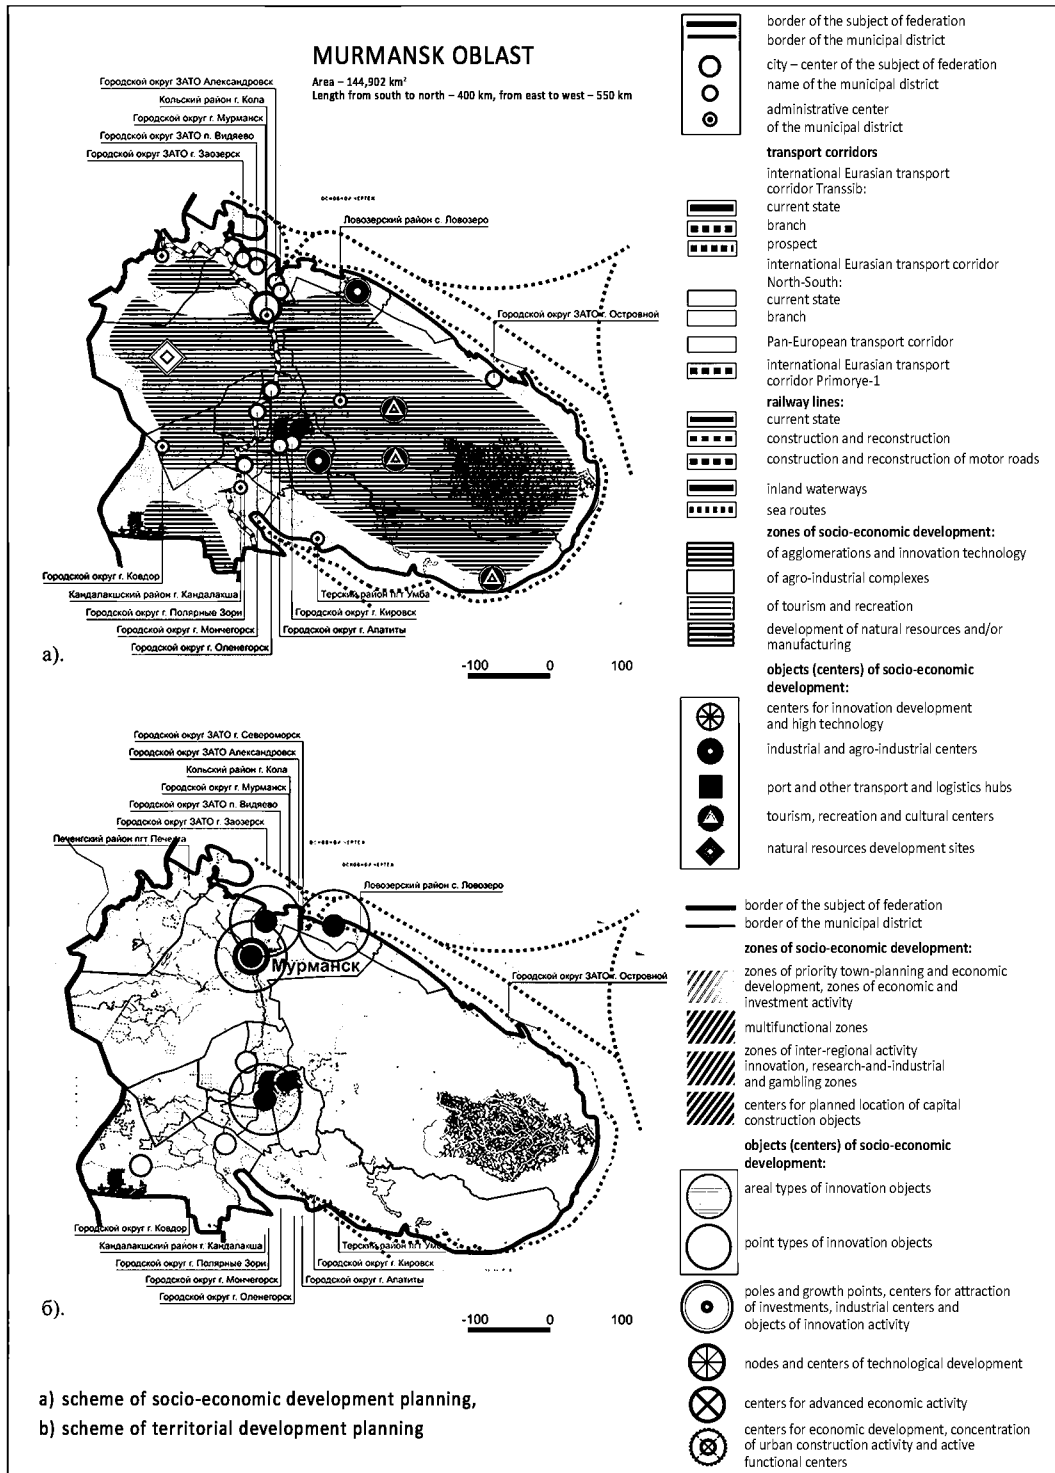 MURMANSK OBLAST
Area – 144,902 km²
Length from south to north – 400 km, from east to west – 550 km
Городской округ ЗАТО Александровск
Кольский район г. Кола
Городской округ г. Мурманск
Городской округ ЗАТО п. Видяево
Городской округ ЗАТО г. Заозерск
ОСНОВНОЙ ЧЕРТЕЖ
Ловозерский район с. Ловозеро
Городской округ ЗАТО г. Островной
Городской округ г. Ковдор
Кандалакшский район г. Кандалакша
Терский район пгт Умба
Городской округ г. Полярные Зори
Городской округ г. Кировск
Городской округ г. Мончегорск
Городской округ г. Апатиты
Городской округ г. Оленегорск
а).
-100 0 100
Городской округ ЗАТО г. Североморск
Городской округ ЗАТО Александровск
Кольский район г. Кола
Городской округ г. Мурманск
Городской округ ЗАТО п. Видяево
Городской округ ЗАТО г. Заозерск
Печенгский район пгт Печенга
ОСНОВНОЙ ЧЕРТЕЖ
ОСНОВНОЙ ЧЕРТЕЖ
Ловозерский район с. Ловозеро
Мурманск
Городской округ ЗАТО г. Островной
Городской округ г. Ковдор
Кандалакшский район г. Кандалакша
Терский район пгт Умба
Городской округ г. Полярные Зори
Городской округ г. Кировск
Городской округ г. Мончегорск
Городской округ г. Апатиты
Городской округ г. Оленегорск
б).
-100 0 100
a) scheme of socio-economic development planning,
b) scheme of territorial development planning
border of the subject of federation
border of the municipal district
city – center of the subject of federation
name of the municipal district
administrative center
of the municipal district
transport corridors
international Eurasian transport
corridor Transsib:
current state
branch
prospect
international Eurasian transport corridor
North-South:
current state
branch
Pan-European transport corridor
international Eurasian transport
corridor Primorye-1
railway lines:
current state
construction and reconstruction
construction and reconstruction of motor roads
inland waterways
sea routes
zones of socio-economic development:
of agglomerations and innovation technology
of agro-industrial complexes
of tourism and recreation
development of natural resources and/or
manufacturing
objects (centers) of socio-economic
development:
centers for innovation development
and high technology
industrial and agro-industrial centers
port and other transport and logistics hubs
tourism, recreation and cultural centers
natural resources development sites
border of the subject of federation
border of the municipal district
zones of socio-economic development:
zones of priority town-planning and economic
development, zones of economic and
investment activity
multifunctional zones
zones of inter-regional activity
innovation, research-and-industrial
and gambling zones
centers for planned location of capital
construction objects
objects (centers) of socio-economic
development:
areal types of innovation objects
point types of innovation objects
poles and growth points, centers for attraction
of investments, industrial centers and
objects of innovation activity
nodes and centers of technological development
centers for advanced economic activity
centers for economic development, concentration
of urban construction activity and active
functional centers